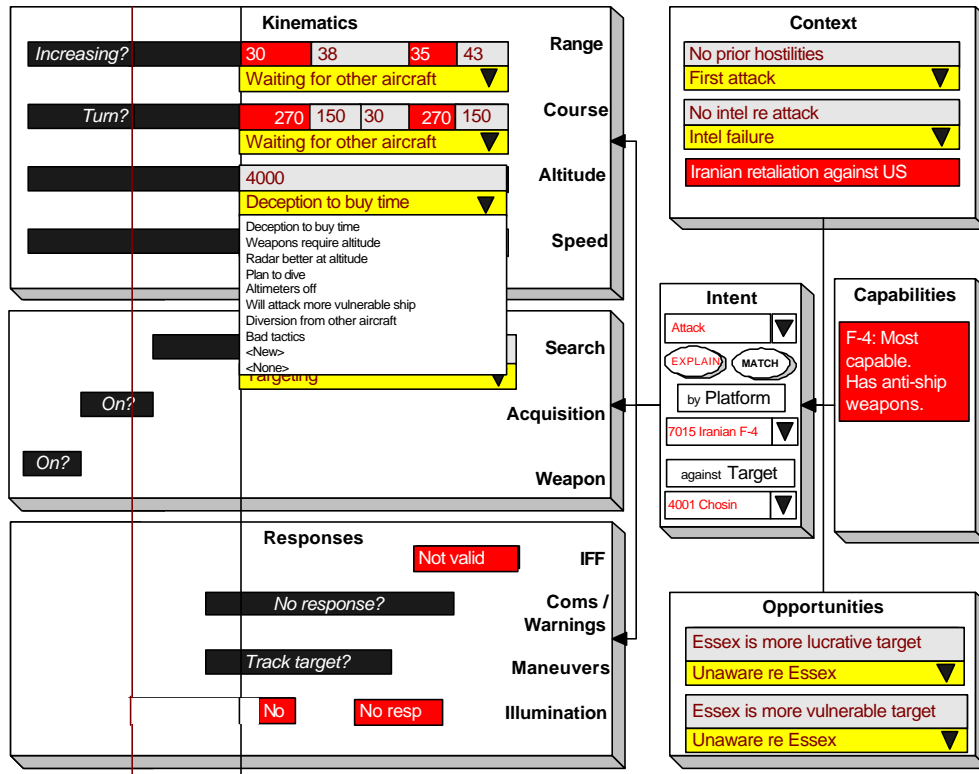 Kinematics
Increasing?
30
38
35
43
Range
Waiting for other aircraft
Turn?
270
150
30
270
150
Course
Waiting for other aircraft
4000
Altitude
Deception to buy time
Deception to buy time
Weapons require altitude
Radar better at altitude
Plan to dive
Altimeters off
Will attack more vulnerable ship
Diversion from other aircraft
Bad tactics
<New>
<None>
Speed
Search
Targeting
On?
Acquisition
On?
Weapon
Responses
Not valid
IFF
No response?
Coms /
Warnings
Track target?
Maneuvers
No
No resp
Illumination
Context
No prior hostilities
First attack
No intel re attack
Intel failure
Iranian retaliation against US
Intent
Attack
EXPLAIN
MATCH
by Platform
7015 Iranian F-4
against Target
4001 Chosin
Capabilities
F-4: Most
capable.
Has anti-ship
weapons.
Opportunities
Essex is more lucrative target
Unaware re Essex
Essex is more vulnerable target
Unaware re Essex